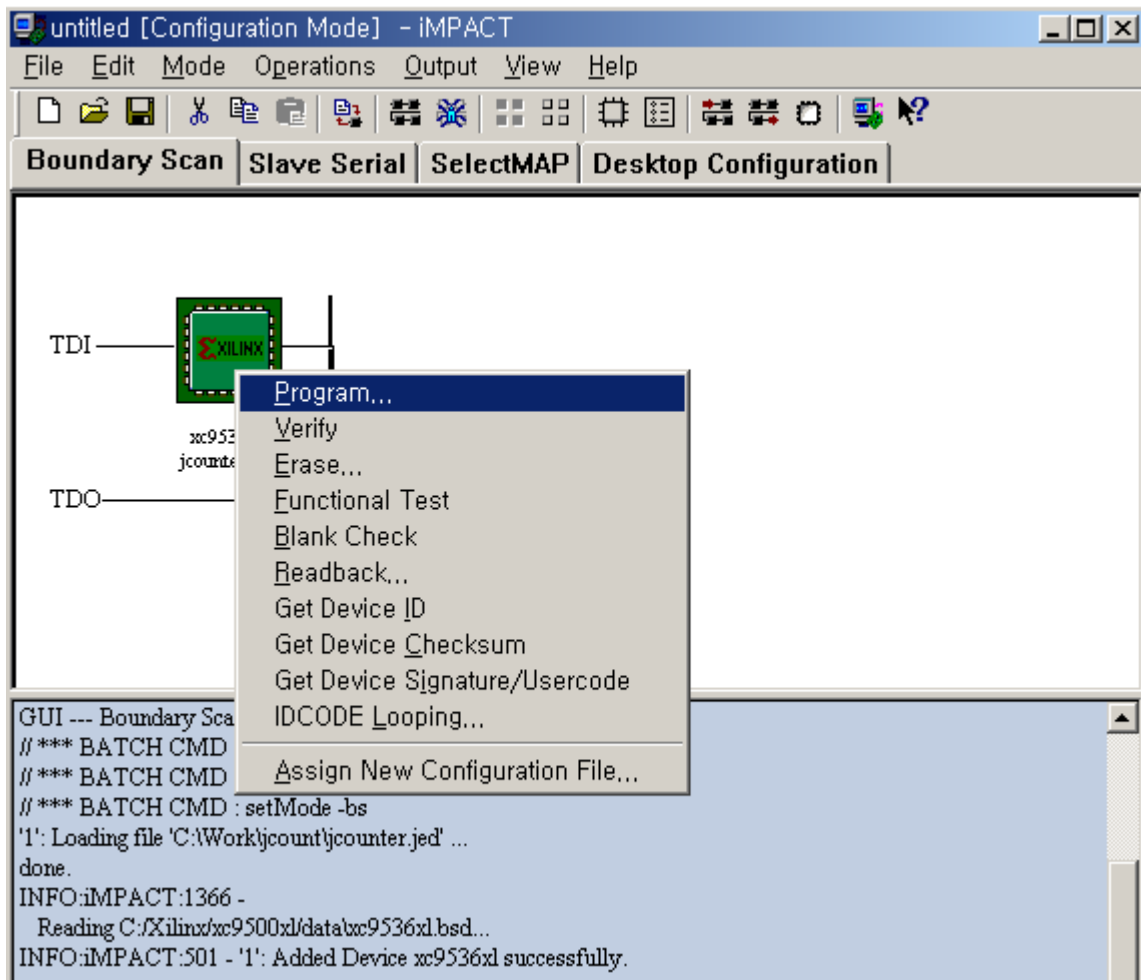 untitled [Configuration Mode] - iMPACT
File Edit Mode Operations Output View Help
Boundary Scan Slave Serial SelectMAP Desktop Configuration
TDI
XILINX
xc953
jcounte
TDO
Program...
Verify
Erase...
Functional Test
Blank Check
Readback...
Get Device ID
Get Device Checksum
Get Device Signature/Usercode
IDCODE Looping...
Assign New Configuration File...
GUI --- Boundary Sca
// *** BATCH CMD
// *** BATCH CMD
// *** BATCH CMD : setMode -bs
'1': Loading file 'C:\Work\jcount\jcounter.jed' ...
done.
INFO:iMPACT:1366 -
Reading C:/Xilinx/xc9500xl/data\xc9536xl.bsd...
INFO:iMPACT:501 - '1': Added Device xc9536xl successfully.